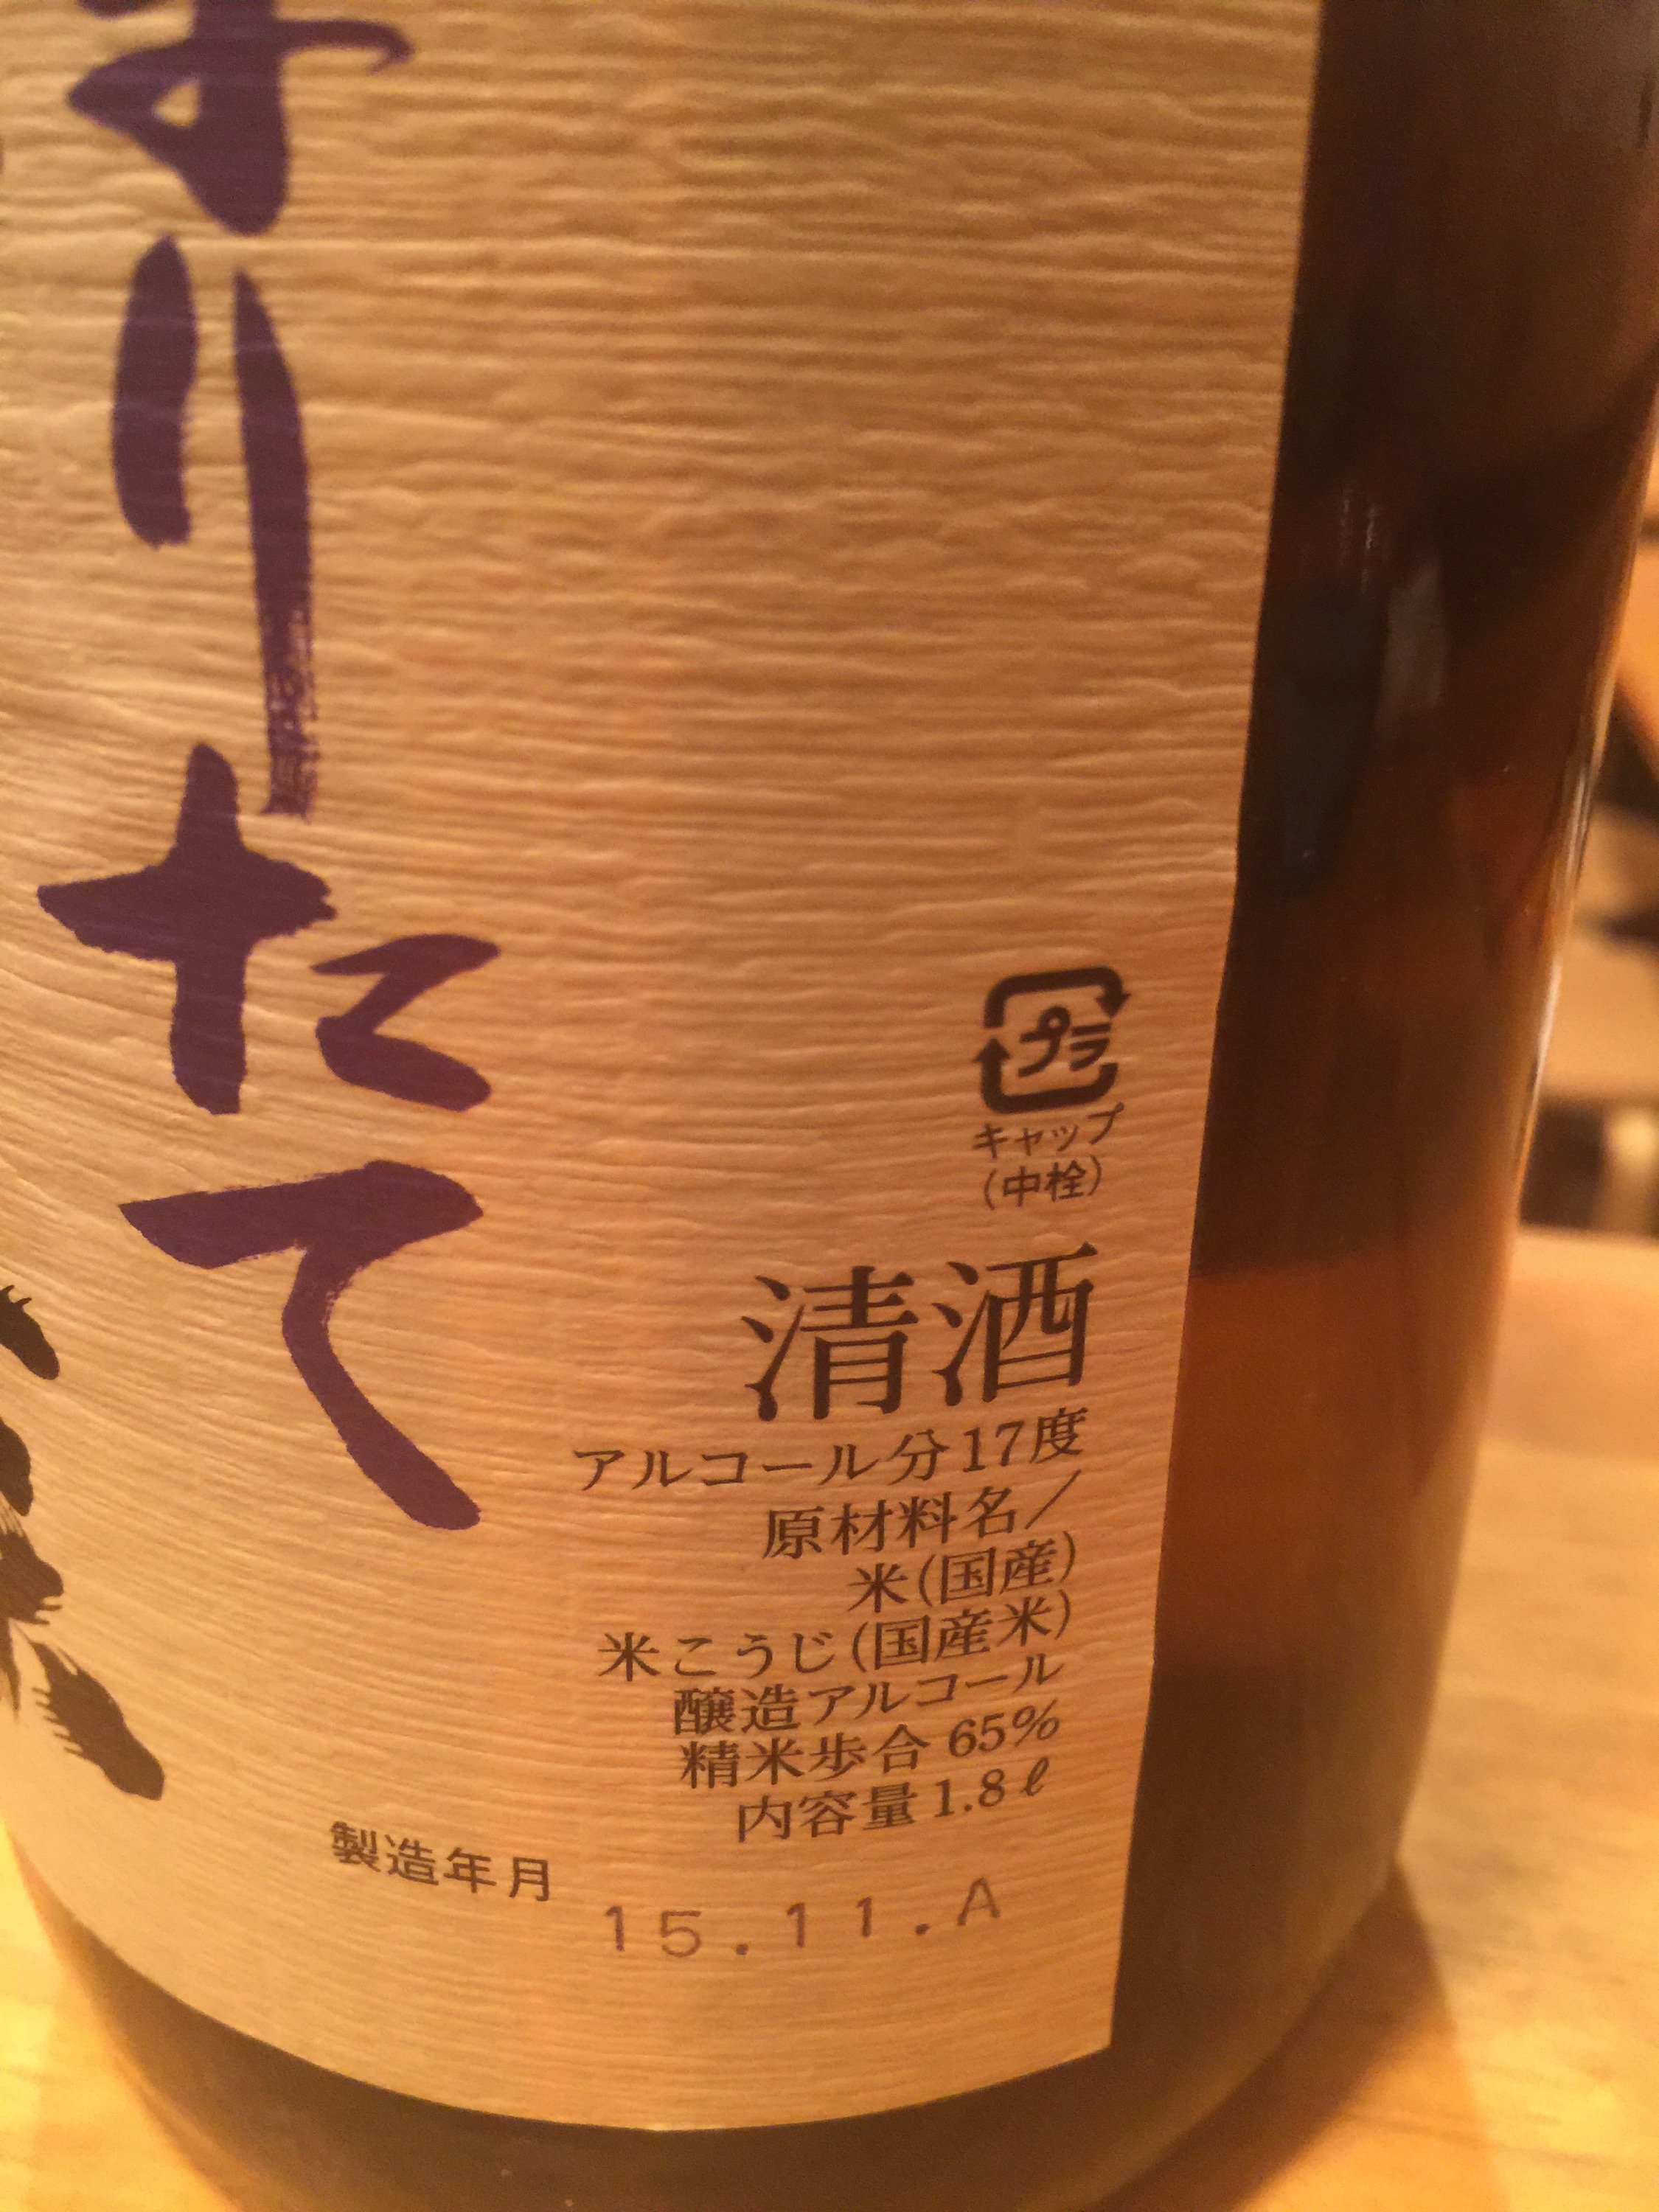 りたて
プラ
キャップ
(中栓)
清酒
アルコール分17度
原材料名/
米(国産)
米こうじ(国産米)
醸造アルコール
精米歩合 65%
内容量 1.8ℓ
製造年月 15.11.A